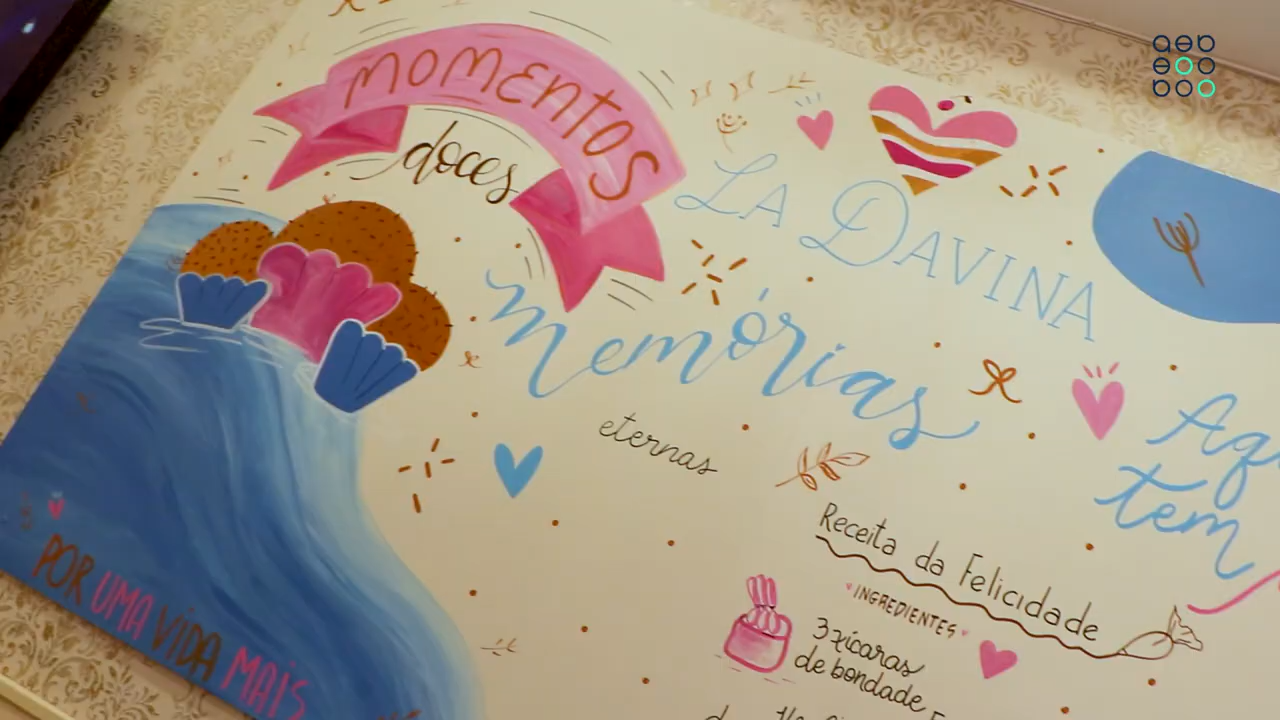 MOMENTOS
doces
LA DAVINA
memórias
eternas
tem
Receita da Felicidade
INGREDIENTES
3 xícaras
de bondade
POR UMA VIDA MAIS